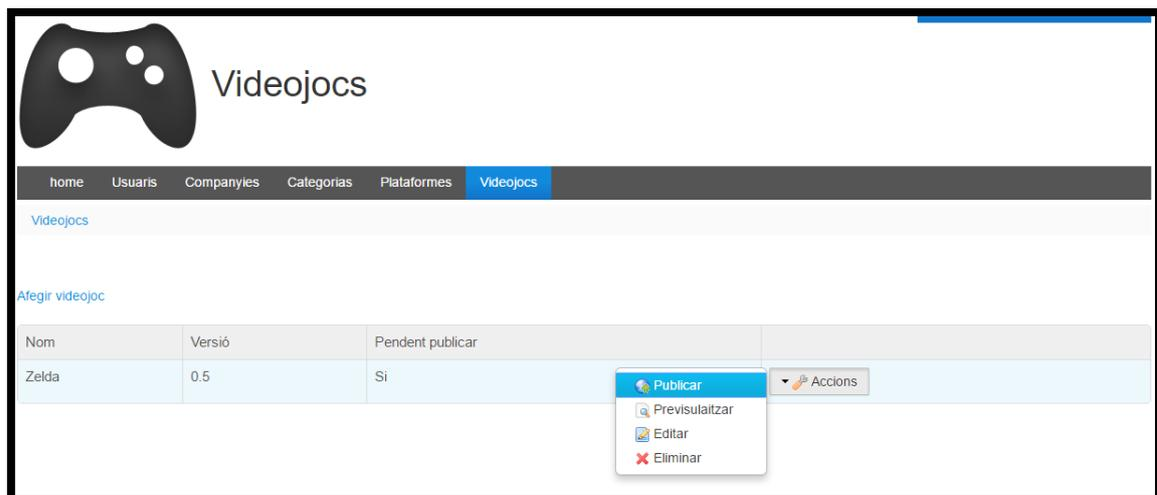 Videojocs
home Usuaris Companyies Categorias Plataformes Videojocs
Videojocs
Afegir videojoc
Nom Versió Pendent publicar
Zelda 0.5 Si Accions
Publicar
Previsulaitzar
Editar
Eliminar